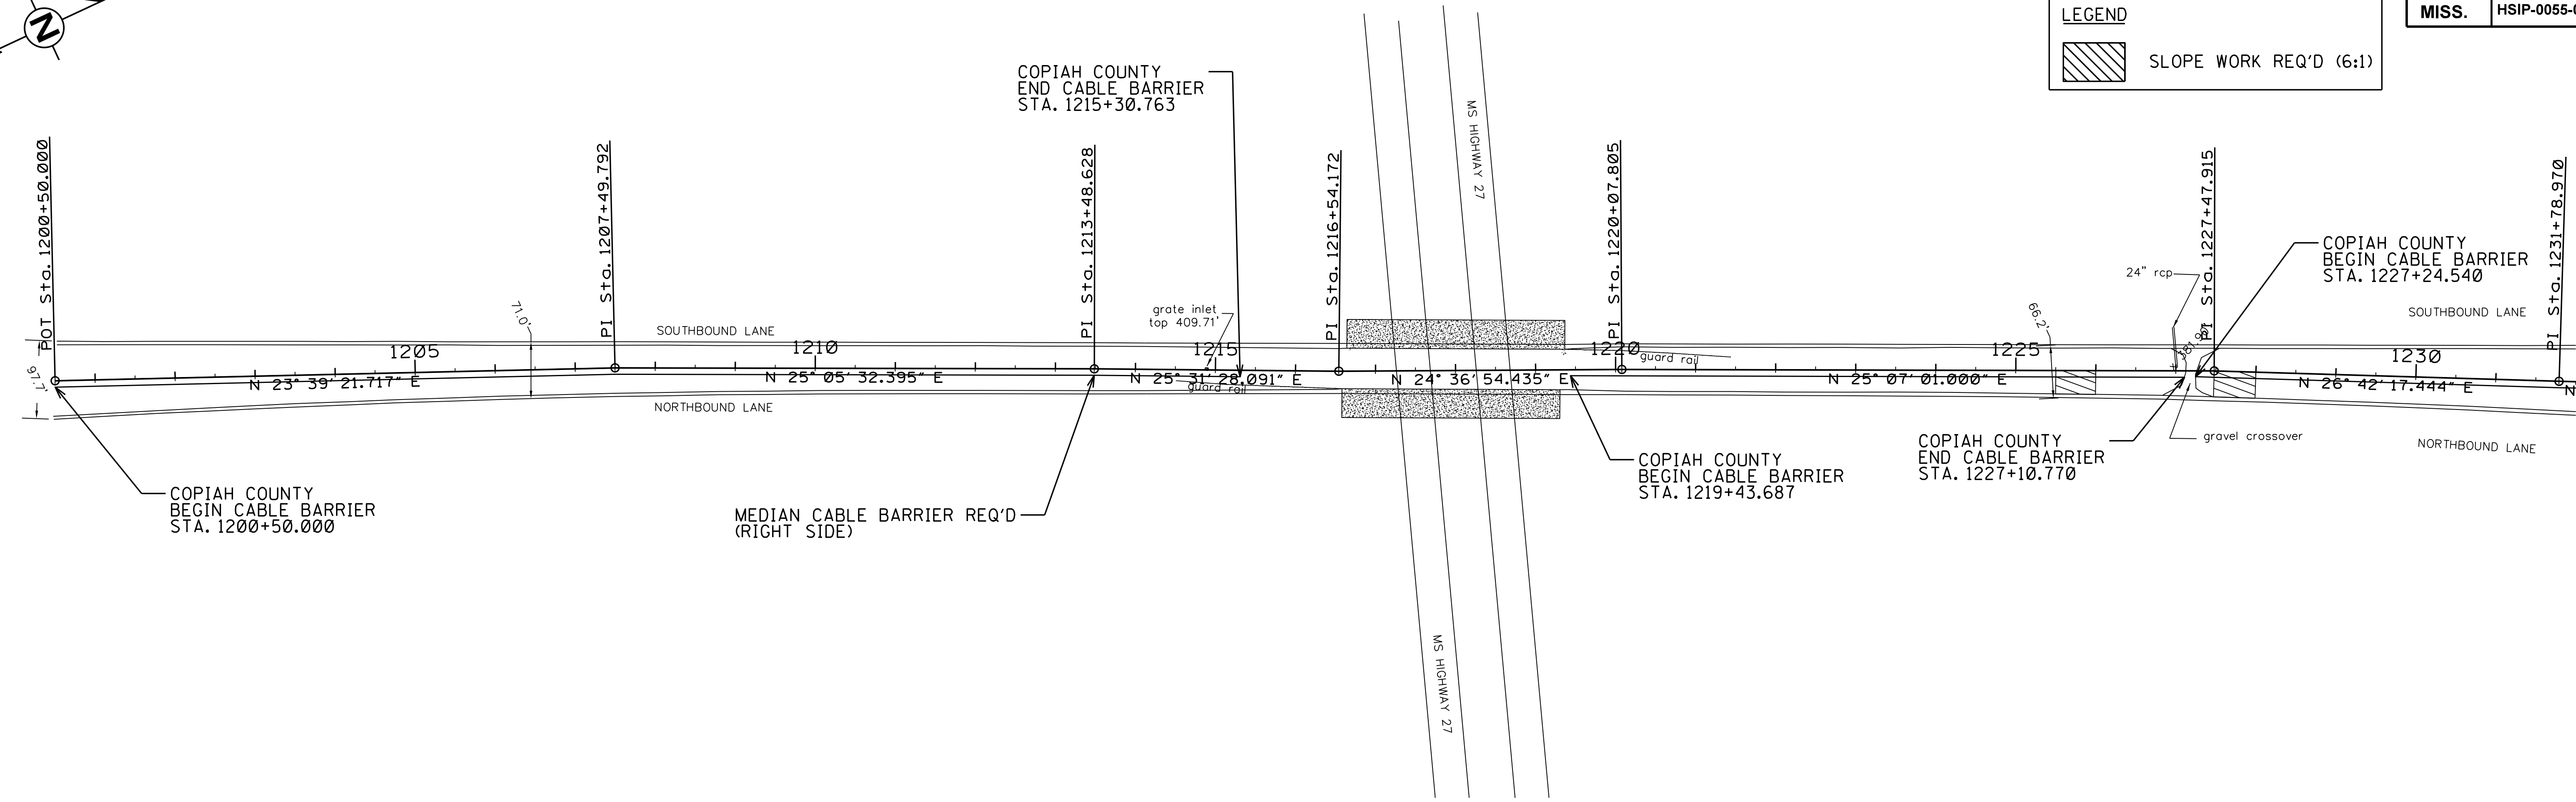 N
LEGEND
SLOPE WORK REQ'D (6:1)
MISS.
HSIP-0055-0
COPIAH COUNTY
END CABLE BARRIER
STA. 1215+30.763
MS HIGHWAY 27
POT Sta. 1200+50.000
PI Sta. 1207+49.792
PI Sta. 1213+48.628
PI Sta. 1216+54.172
PI Sta. 1220+07.805
PI Sta. 1227+47.915
PI Sta. 1231+78.970
COPIAH COUNTY
BEGIN CABLE BARRIER
STA. 1227+24.540
24" rcp
71.0'
grate inlet
top 409.71'
66.2'
SOUTHBOUND LANE
SOUTHBOUND LANE
1205
1210
1215
1220
1225
1230
guard rail
97.7'
N 23° 39' 21.717" E
N 25° 05' 32.395" E
N 25° 31' 28.091" E
N 24° 36' 54.435" E
N 25° 07' 01.000" E
N 26° 42' 17.444" E
N
guard rail
NORTHBOUND LANE
NORTHBOUND LANE
gravel crossover
COPIAH COUNTY
END CABLE BARRIER
STA. 1227+10.770
COPIAH COUNTY
BEGIN CABLE BARRIER
STA. 1219+43.687
COPIAH COUNTY
BEGIN CABLE BARRIER
STA. 1200+50.000
MEDIAN CABLE BARRIER REQ'D
(RIGHT SIDE)
MS HIGHWAY 27